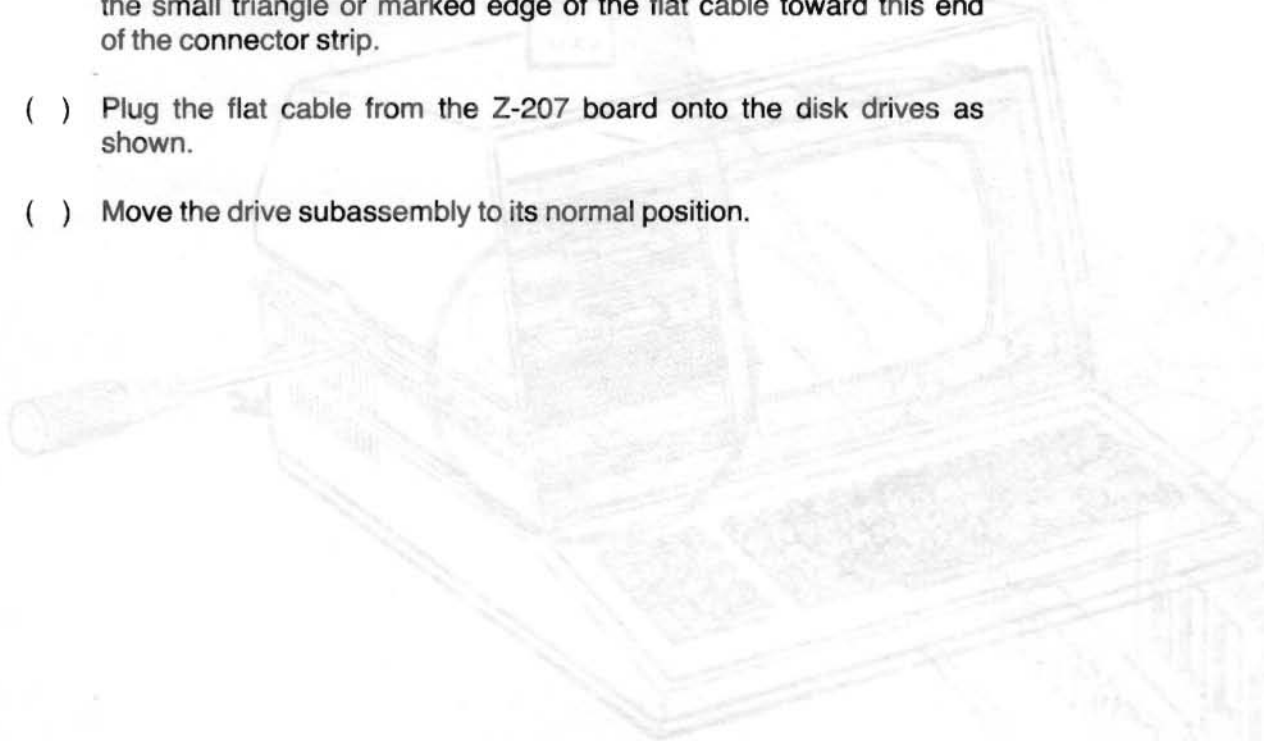 the small triangle or marked edge of the flat cable toward this end
of the connector strip.
( ) Plug the flat cable from the Z-207 board onto the disk drives as
shown.
( ) Move the drive subassembly to its normal position.